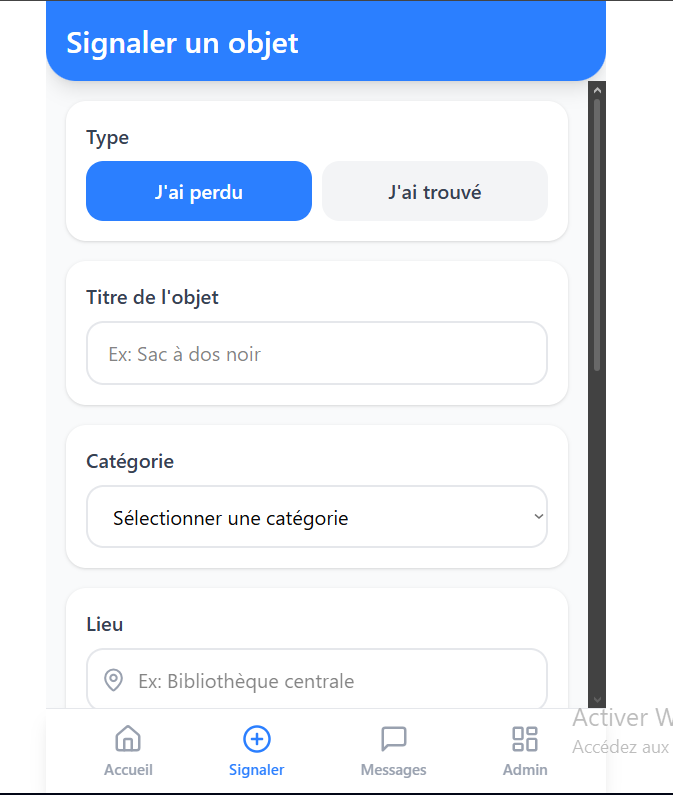 Signaler un objet
Type
J'ai perdu
J'ai trouvé
Titre de l'objet
Ex: Sac à dos noir
Catégorie
Sélectionner une catégorie
Lieu
Ex: Bibliothèque centrale
Activer W
Accédez aux
Accueil
Signaler
Messages
Admin